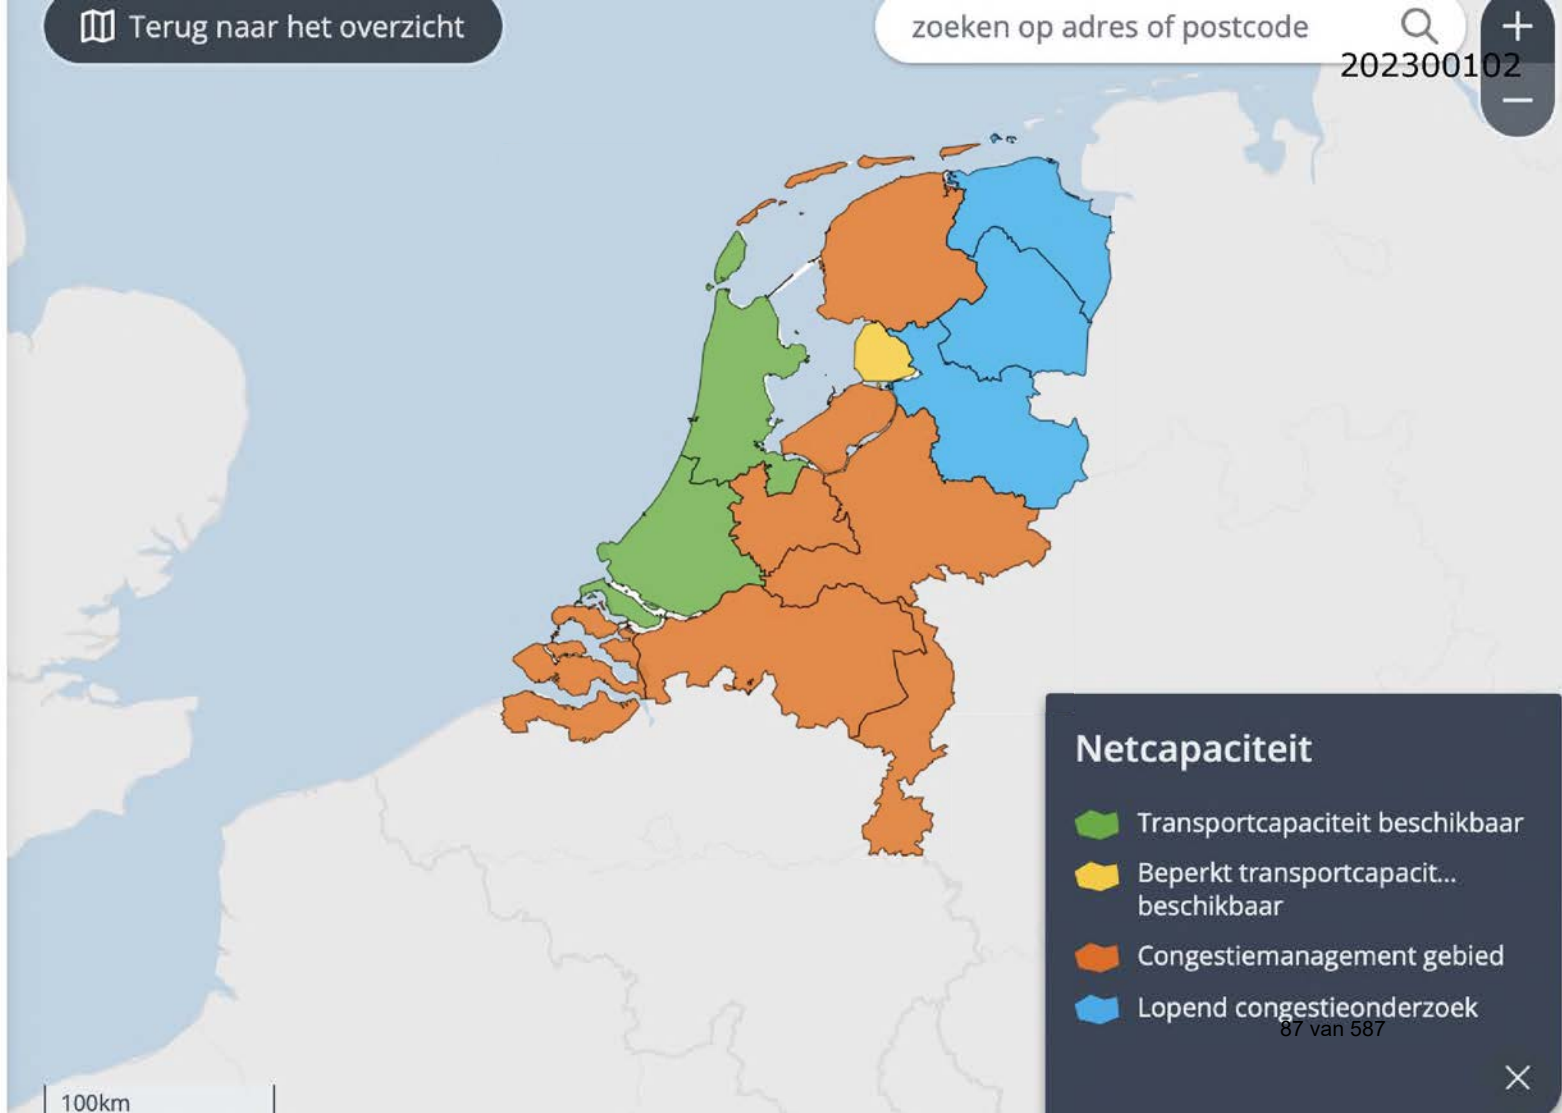 Terug naar het overzicht
zoeken op adres of postcode
202300102
Netcapaciteit
Transportcapaciteit beschikbaar
Beperkt transportcapacit...
beschikbaar
Congestiemanagement gebied
Lopend congestieonderzoek
87 van 587
100km